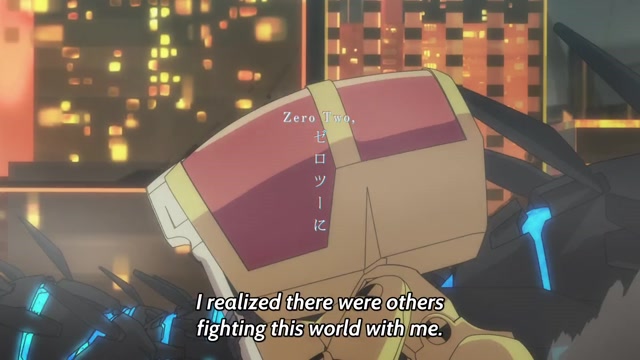 Zero Two,
ゼロツーに
I realized there were others
fighting this world with me.